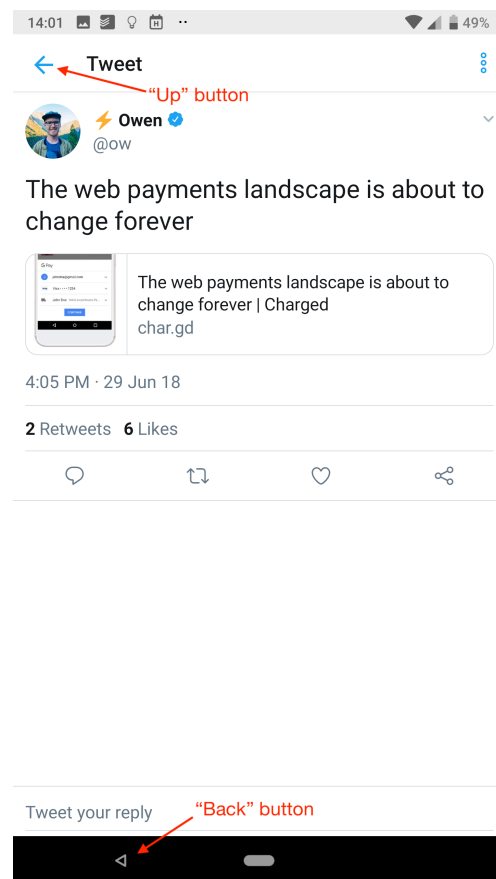 14:01 49%
Tweet
“Up” button
⚡ Owen
@ow
The web payments landscape is about to
change forever
G Pay
The web payments landscape is about to
change forever | Charged
char.gd
4:05 PM · 29 Jun 18
2 Retweets 6 Likes
Tweet your reply
“Back” button